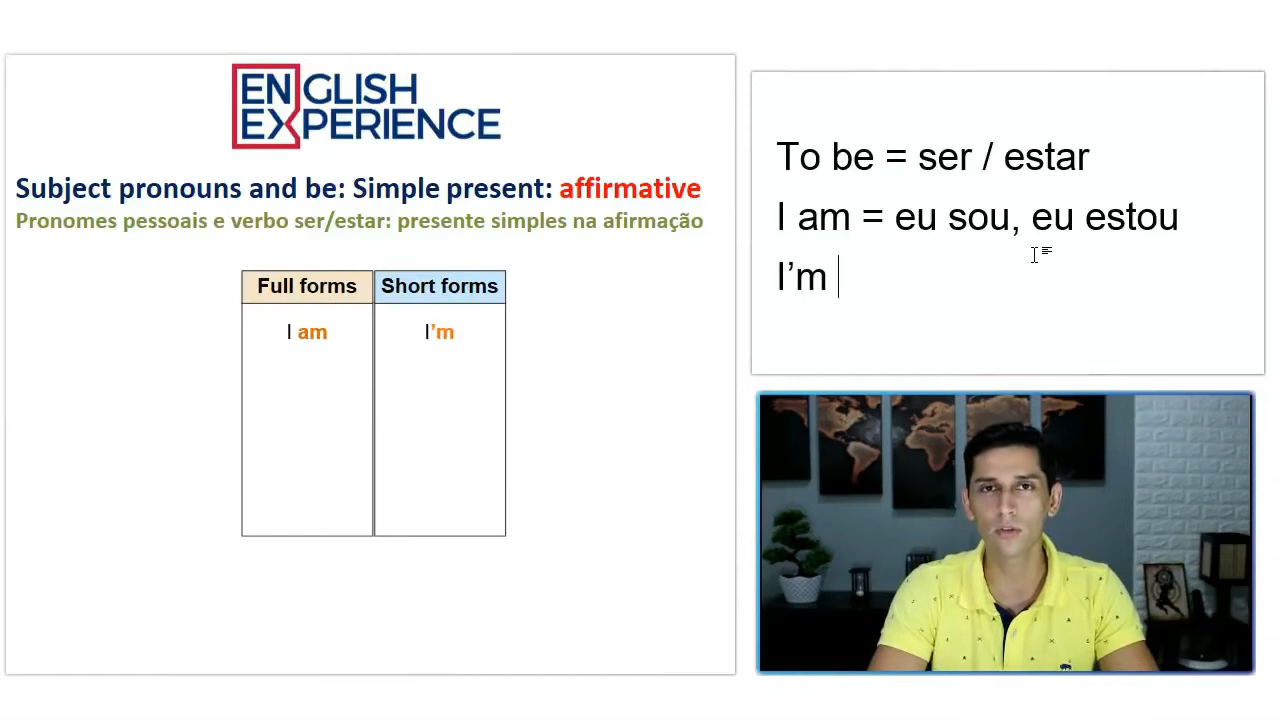 ENGLISH
EXPERIENCE
Subject pronouns and be: Simple present: affirmative
Pronomes pessoais e verbo ser/estar: presente simples na afirmação
Full forms Short forms
I am I'm
To be = ser / estar
I am = eu sou, eu estou
I’m